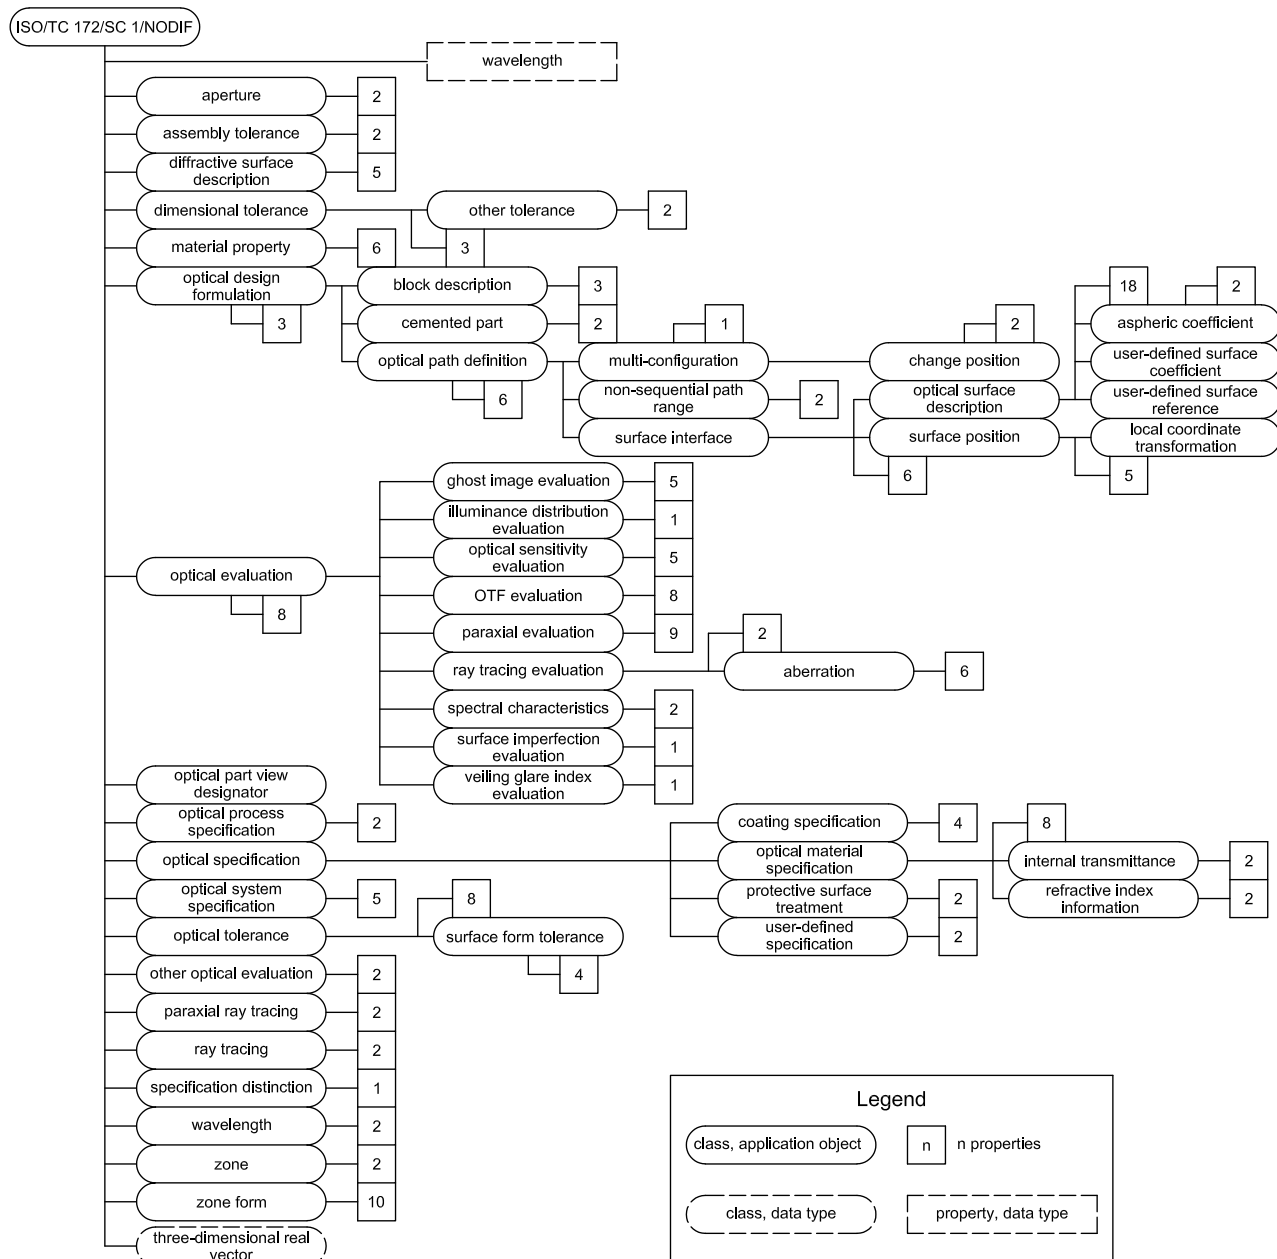 ISO/TC 172/SC 1/NODIF
wavelength
aperture
2
assembly tolerance
2
diffractive surface
description
5
dimensional tolerance
other tolerance
2
3
material property
6
optical design
formulation
3
block description
3
cemented part
2
optical path definition
6
multi-configuration
1
change position
2
non-sequential path
range
2
surface interface
optical surface
description
18
aspheric coefficient
2
user-defined surface
coefficient
user-defined surface
reference
surface position
6
local coordinate
transformation
5
optical evaluation
8
ghost image evaluation
5
illuminance distribution
evaluation
1
optical sensitivity
evaluation
5
OTF evaluation
8
paraxial evaluation
9
ray tracing evaluation
2
aberration
6
spectral characteristics
2
surface imperfection
evaluation
1
veiling glare index
evaluation
1
optical part view
designator
optical process
specification
2
optical specification
coating specification
4
optical material
specification
8
internal transmittance
2
refractive index
information
2
protective surface
treatment
2
user-defined
specification
2
optical system
specification
5
optical tolerance
8
surface form tolerance
4
other optical evaluation
2
paraxial ray tracing
2
ray tracing
2
specification distinction
1
wavelength
2
zone
2
zone form
10
three-dimensional real
vector
Legend
class, application object
n
n properties
class, data type
property, data type